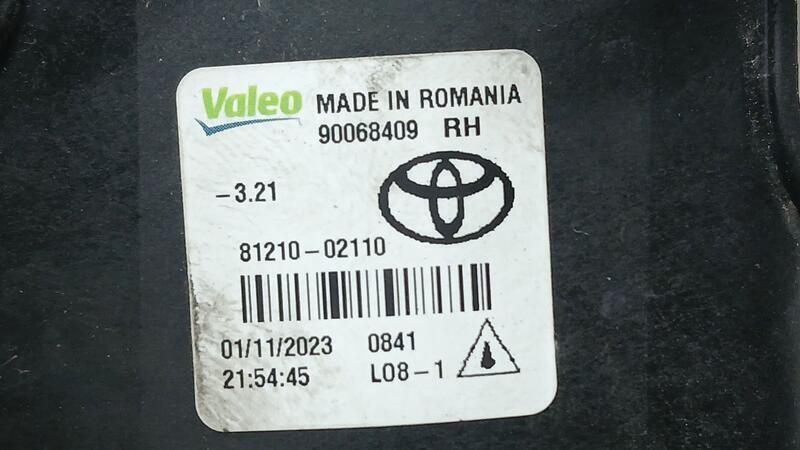 Valeo MADE IN ROMANIA
90068409 RH
-3.21
81210-02110
01/11/2023 0841
21:54:45 L08-1